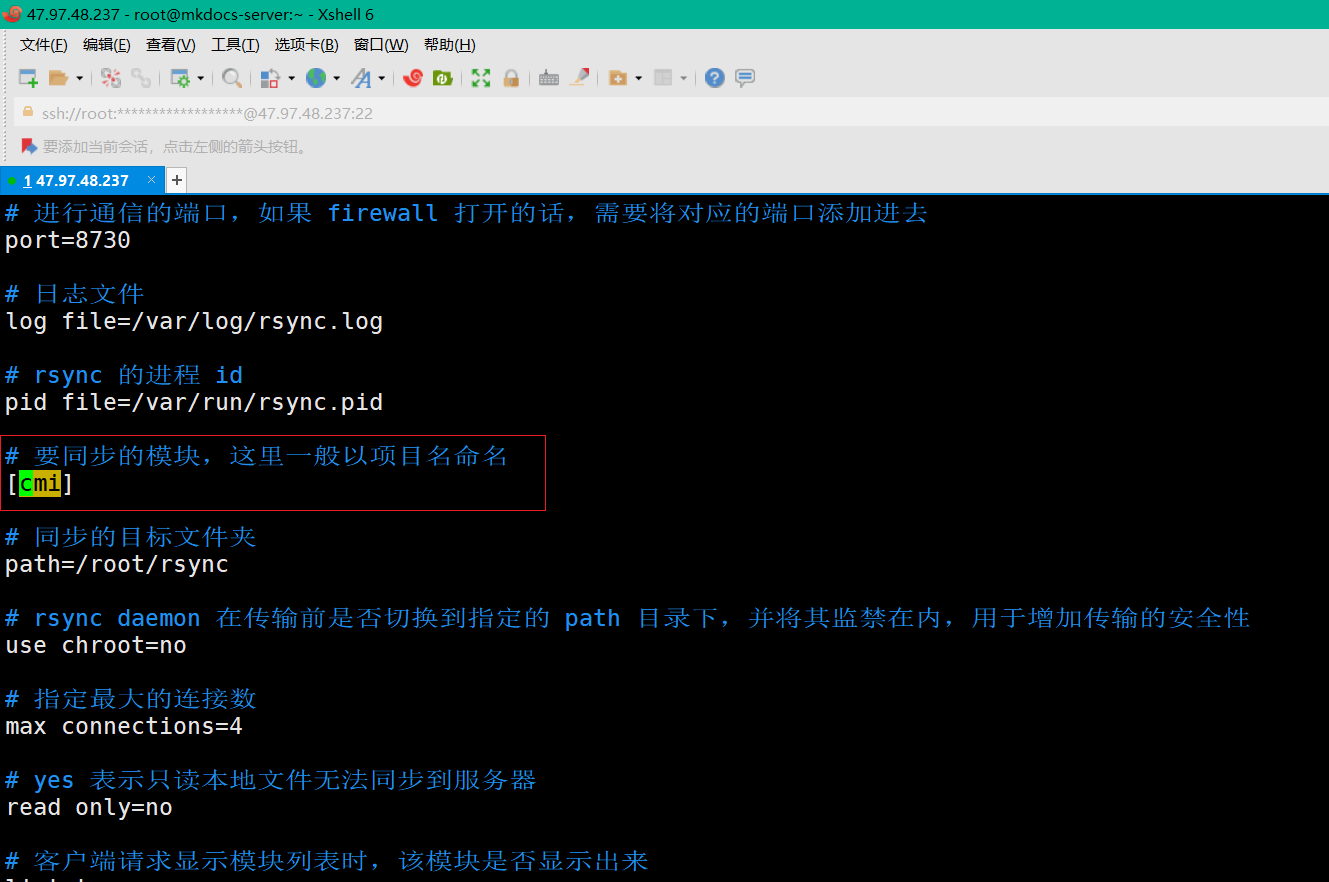 47.97.48.237 - root@mkdocs-server:~ - Xshell 6
文件(F) 编辑(E) 查看(V) 工具(T) 选项卡(B) 窗口(W) 帮助(H)
ssh://root:******************@47.97.48.237:22
要添加当前会话，点击左侧的箭头按钮。
1 47.97.48.237 × +
# 进行通信的端口，如果 firewall 打开的话，需要将对应的端口添加进去
port=8730
# 日志文件
log file=/var/log/rsync.log
# rsync 的进程 id
pid file=/var/run/rsync.pid
# 要同步的模块，这里一般以项目名命名
[cmi]
# 同步的目标文件夹
path=/root/rsync
# rsync daemon 在传输前是否切换到指定的 path 目录下，并将其监禁在内，用于增加传输的安全性
use chroot=no
# 指定最大的连接数
max connections=4
# yes 表示只读本地文件无法同步到服务器
read only=no
# 客户端请求显示模块列表时，该模块是否显示出来